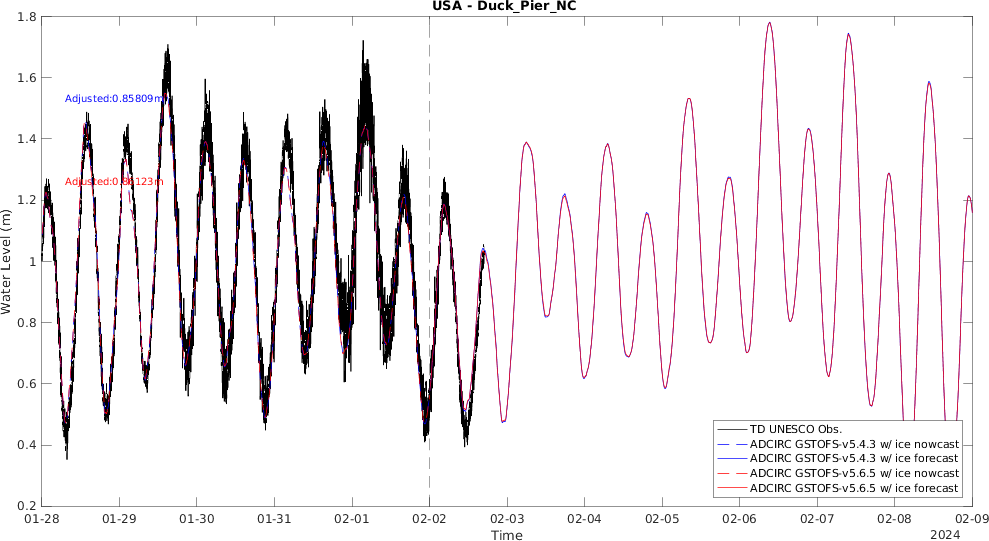 USA - Duck_Pier_NC
1.8
1.6
1.4
1.2
1
0.8
0.6
0.4
0.2
Water Level (m)
Adjusted:0.85809m
Adjusted:0.86123m
TD UNESCO Obs.
ADCIRC GSTOFS-v5.4.3 w/ ice nowcast
ADCIRC GSTOFS-v5.4.3 w/ ice forecast
ADCIRC GSTOFS-v5.6.5 w/ ice nowcast
ADCIRC GSTOFS-v5.6.5 w/ ice forecast
01-28 01-29 01-30 01-31 02-01 02-02 02-03 02-04 02-05 02-06 02-07 02-08 02-09
Time
2024